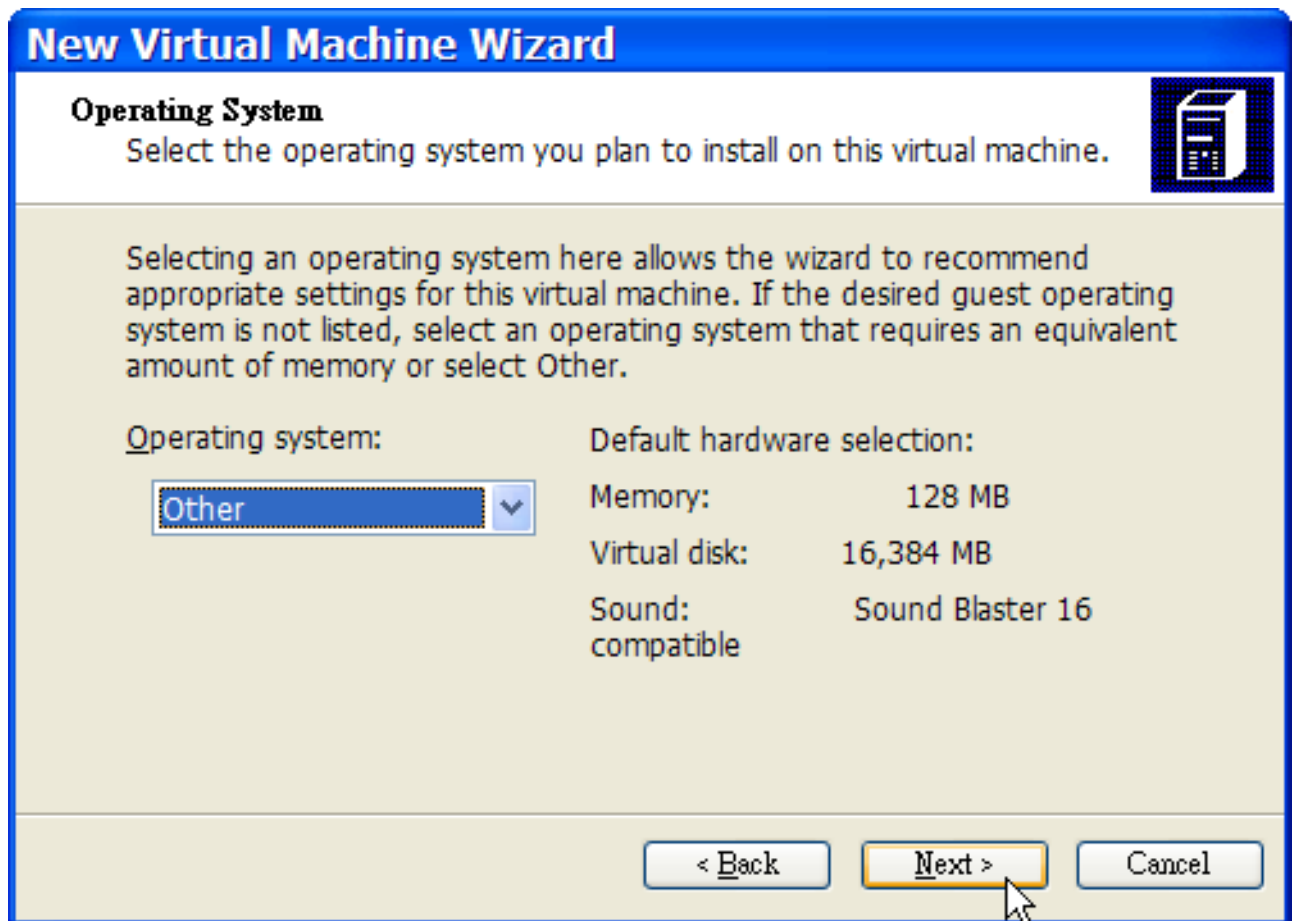 New Virtual Machine Wizard
Operating System
Select the operating system you plan to install on this virtual machine.
Selecting an operating system here allows the wizard to recommend
appropriate settings for this virtual machine. If the desired guest operating
system is not listed, select an operating system that requires an equivalent
amount of memory or select Other.
Operating system:
Other
Default hardware selection:
Memory: 128 MB
Virtual disk: 16,384 MB
Sound: Sound Blaster 16
compatible
< Back Next > Cancel